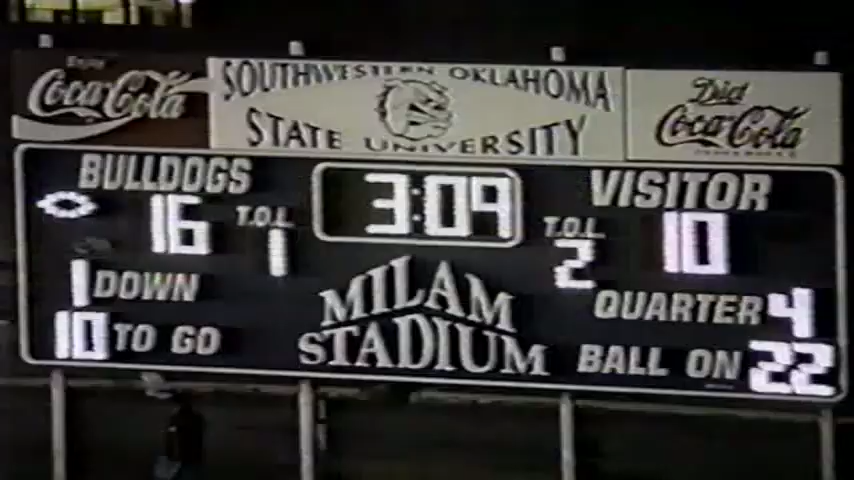 Enjoy
Coca-Cola
SOUTHWESTERN OKLAHOMA
STATE UNIVERSITY
Diet
Coca-Cola
BULLDOGS
16
T.O.L.
1
3:09
VISITOR
10
T.O.L.
2
1 DOWN
10 TO GO
MILAM
STADIUM
QUARTER 4
BALL ON 22